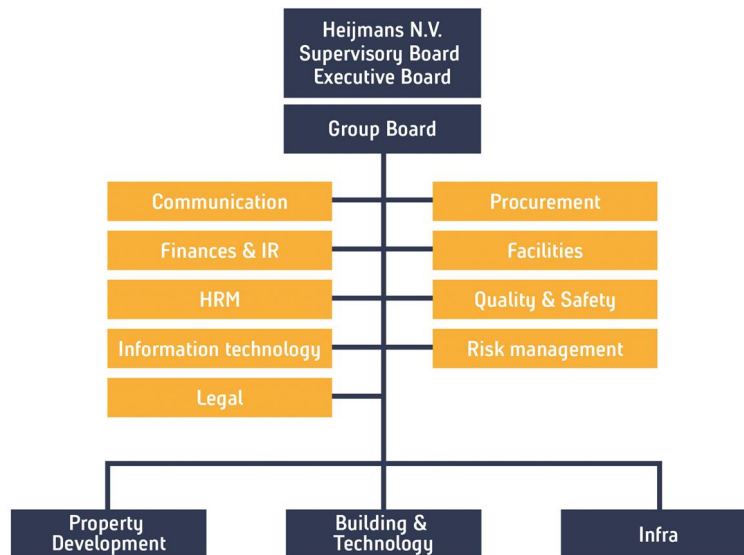 Heijmans N.V.
Supervisory Board
Executive Board
Group Board
Communication
Procurement
Finances & IR
Facilities
HRM
Quality & Safety
Information technology
Risk management
Legal
Property
Development
Building &
Technology
Infra